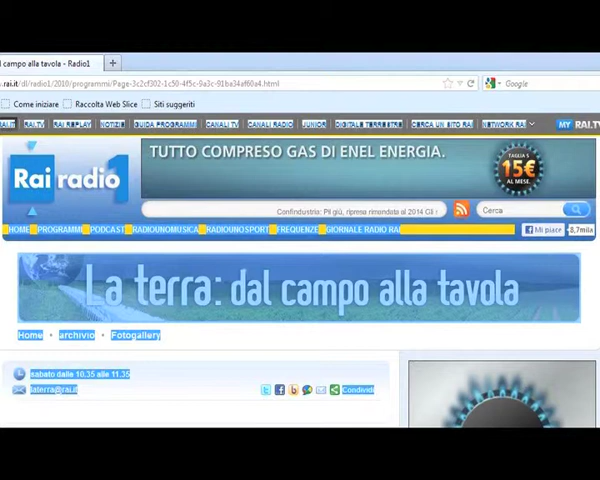 l campo alla tavola - Radio1
w.rai.it/dl/radio1/2010/programmi/Page-3c2cf302-1c50-4f5c-9a3c-91ba34af60a4.html
Google
Come iniziare Raccolta Web Slice Siti suggeriti
RAI.IT RAI.TV RAI REPLAY NOTIZIE GUIDA PROGRAMMI CANALI TV CANALI RADIO JUNIOR DIGITALE TERRESTRE CERCA UN SITO RAI NETWORK RAI MY RAI.TV
Rai radio1
TUTTO COMPRESO GAS DI ENEL ENERGIA.
TAGLIA S
15€
AL MESE.
Confindustria: Pil giù, ripresa rimandata al 2014 Gli
Cerca
HOME PROGRAMMI PODCAST RADIOUNOMUSICA RADIOUNOSPORT FREQUENZE GIORNALE RADIO RAI
Mi piace 8,7mila
La terra: dal campo alla tavola
Home • archivio • Fotogallery
sabato dalle 10.35 alle 11.35
laterra@rai.it
Condividi